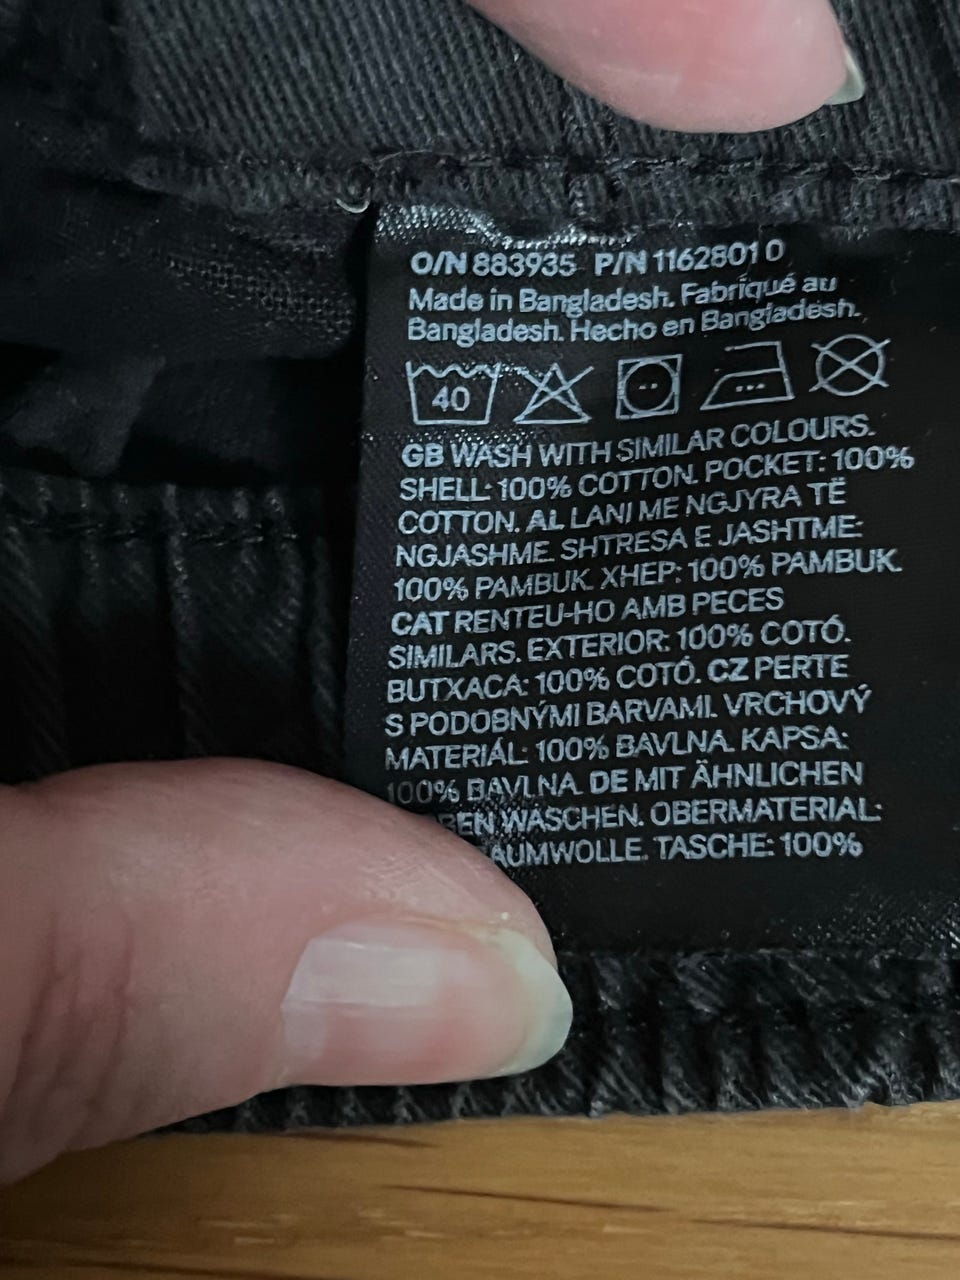 O/N 883935 P/N 1162801 0
Made in Bangladesh. Fabriqué au
Bangladesh. Hecho en Bangladesh.
40
GB WASH WITH SIMILAR COLOURS.
SHELL: 100% COTTON. POCKET: 100%
COTTON. AL LANI ME NGJYRA TË
NGJASHME. SHTRESA E JASHTME:
100% PAMBUK. XHEP: 100% PAMBUK.
CAT RENTEU-HO AMB PECES
SIMILARS. EXTERIOR: 100% COTÓ.
BUTXACA: 100% COTÓ. CZ PERTE
S PODOBNÝMI BARVAMI. VRCHOVÝ
MATERIÁL: 100% BAVLNA. KAPSA:
100% BAVLNA. DE MIT ÄHNLICHEN
BEN WASCHEN. OBERMATERIAL:
AUMWOLLE. TASCHE: 100%